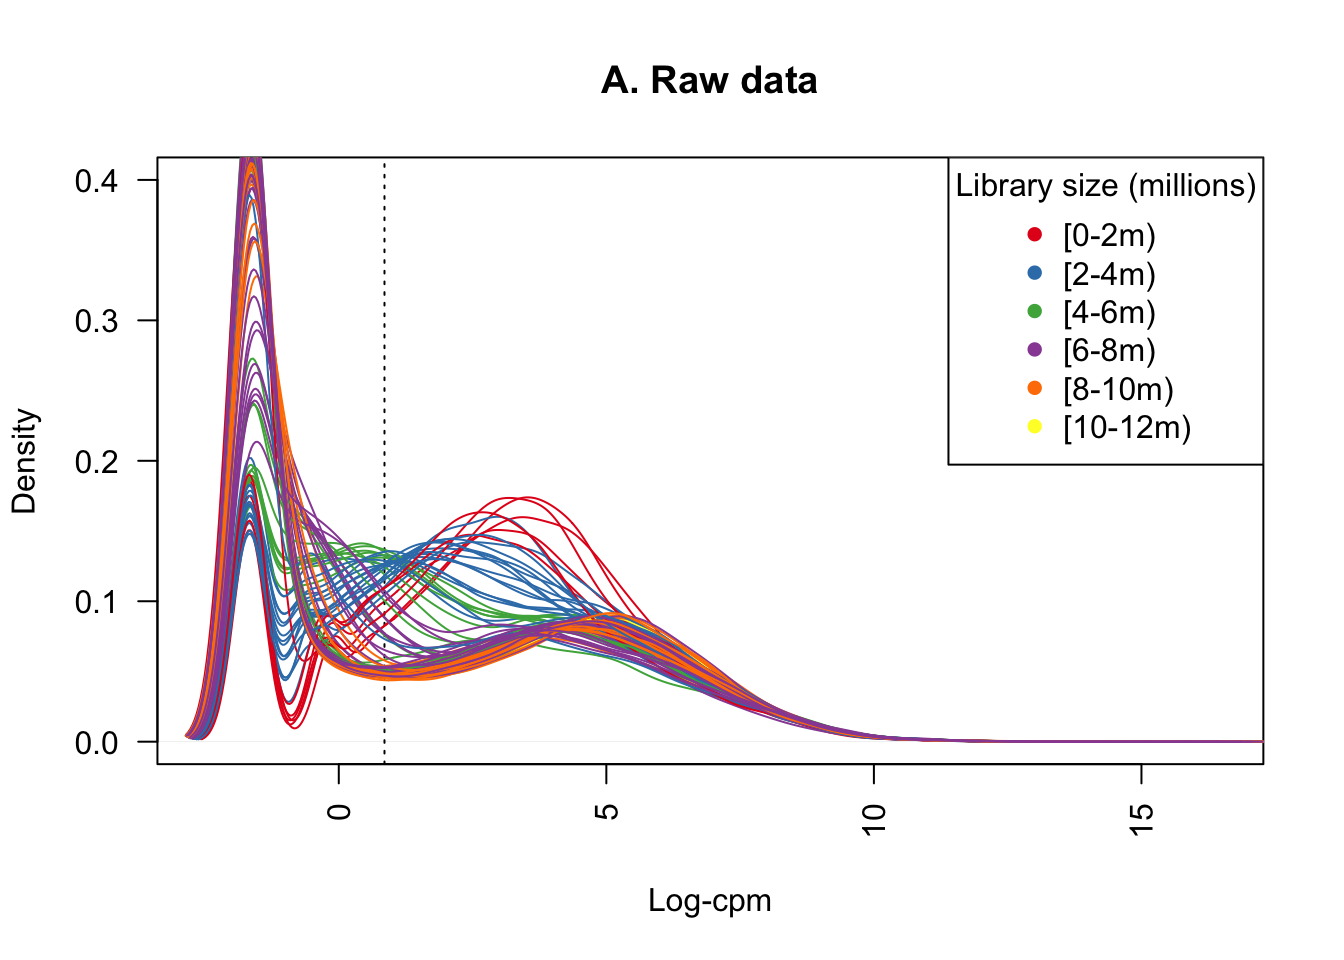 A. Raw data
Library size (millions)
[0-2m)
[2-4m)
[4-6m)
[6-8m)
[8-10m)
[10-12m)
Density
0.4
0.3
0.2
0.1
0.0
0
5
10
15
Log-cpm